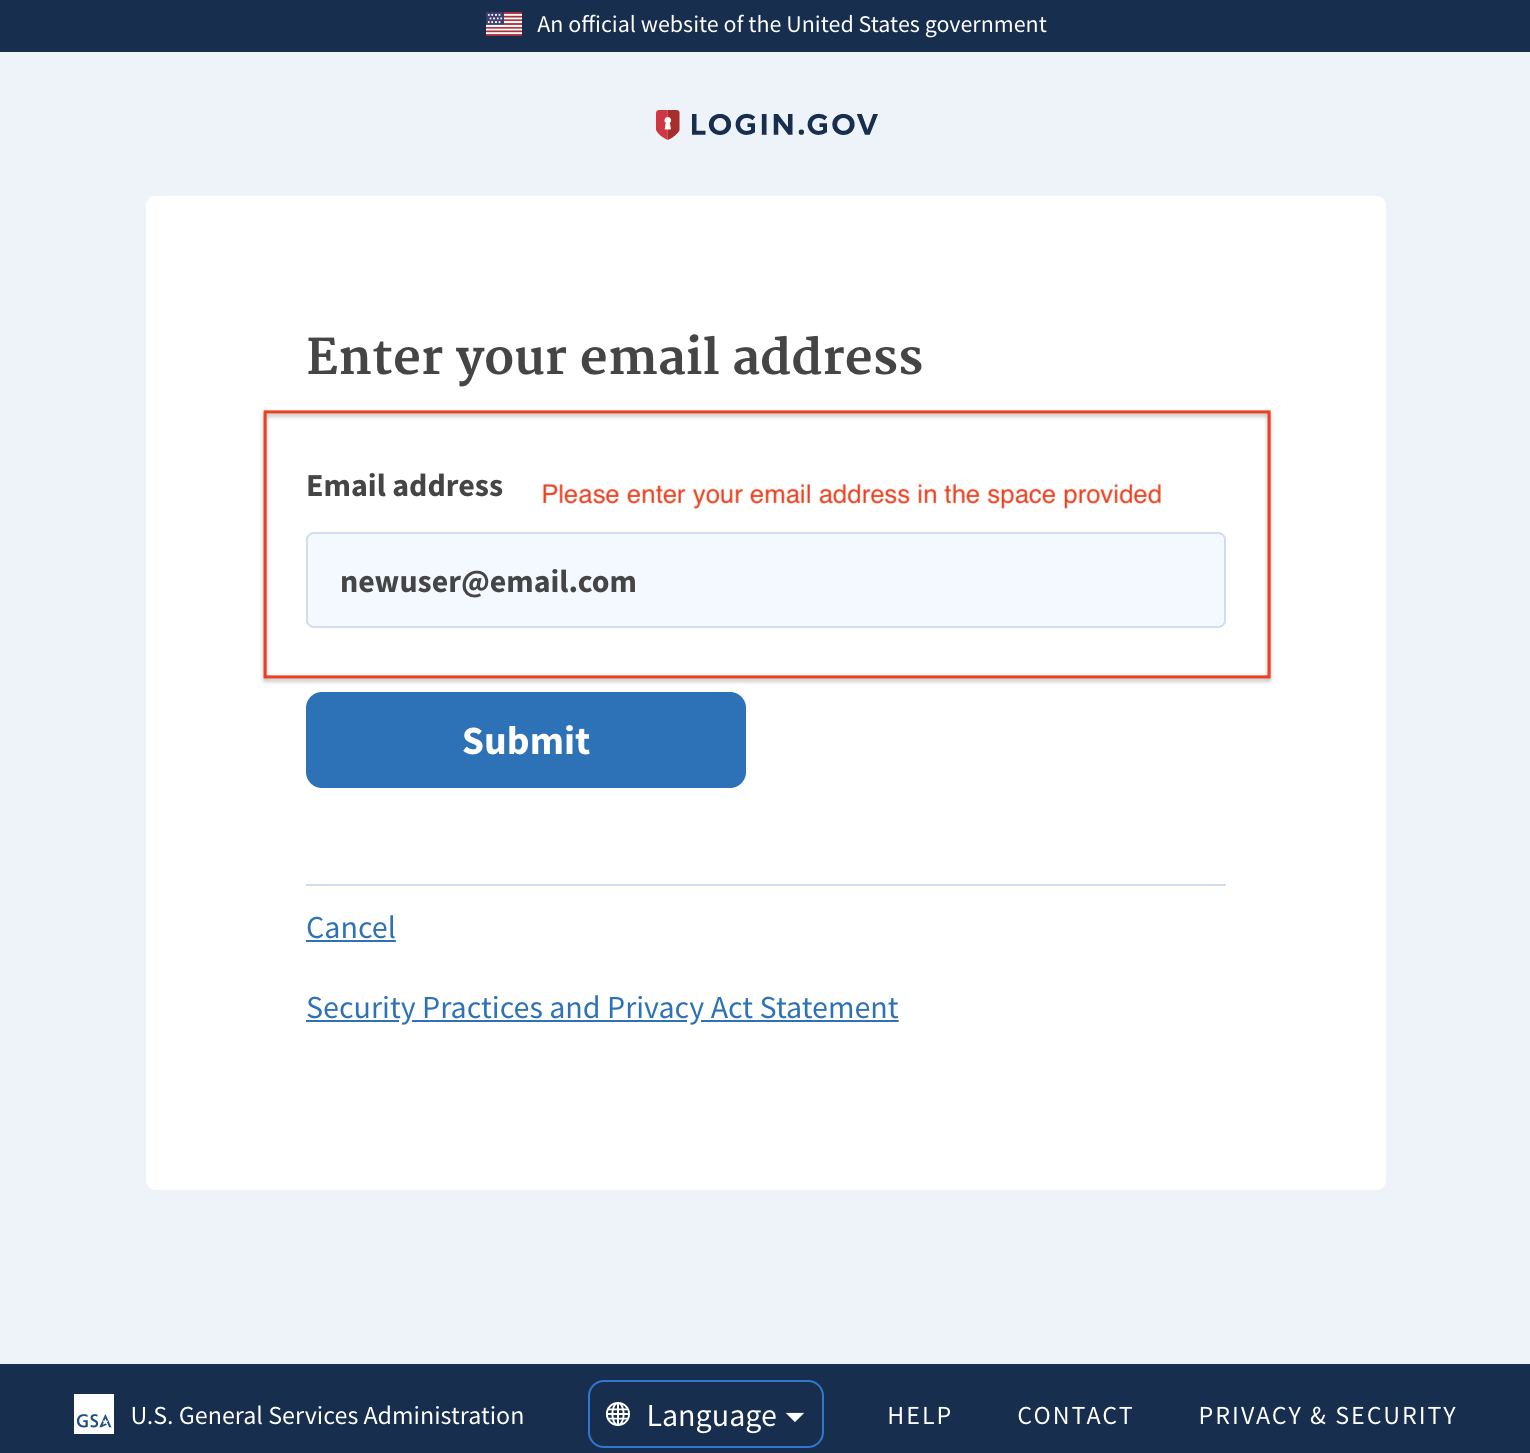 An official website of the United States government
LOGIN.GOV
Enter your email address
Email address
Please enter your email address in the space provided
newuser@email.com
Submit
Cancel
Security Practices and Privacy Act Statement
GSA
U.S. General Services Administration
Language
HELP
CONTACT
PRIVACY & SECURITY